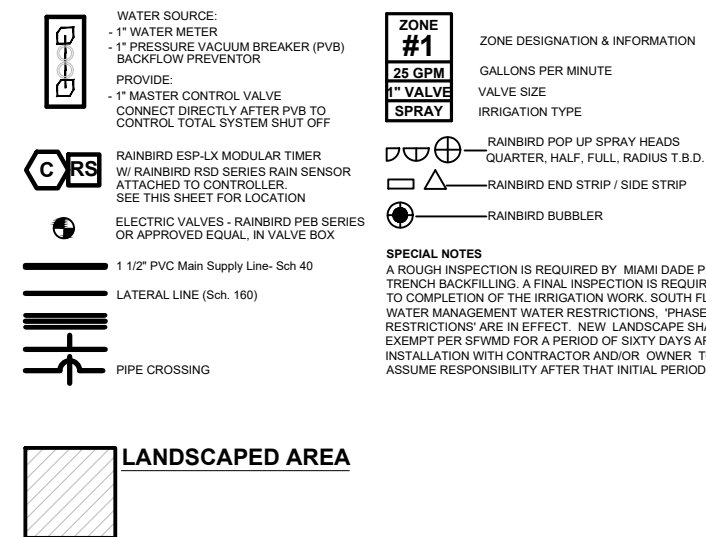 WATER SOURCE:
- 1" WATER METER
- 1" PRESSURE VACUUM BREAKER (PVB)
BACKFLOW PREVENTOR
PROVIDE:
- 1" MASTER CONTROL VALVE
CONNECT DIRECTLY AFTER PVB TO
CONTROL TOTAL SYSTEM SHUT OFF
C RS
RAINBIRD ESP-LX MODULAR TIMER
W/ RAINBIRD RSD SERIES RAIN SENSOR
ATTACHED TO CONTROLLER.
SEE THIS SHEET FOR LOCATION
ELECTRIC VALVES - RAINBIRD PEB SERIES
OR APPROVED EQUAL, IN VALVE BOX
1 1/2" PVC Main Supply Line- Sch 40
LATERAL LINE (Sch. 160)
PIPE CROSSING
LANDSCAPED AREA
ZONE
#1
ZONE DESIGNATION & INFORMATION
25 GPM
GALLONS PER MINUTE
1" VALVE
VALVE SIZE
SPRAY
IRRIGATION TYPE
RAINBIRD POP UP SPRAY HEADS
QUARTER, HALF, FULL, RADIUS T.B.D.
RAINBIRD END STRIP / SIDE STRIP
RAINBIRD BUBBLER
SPECIAL NOTES
A ROUGH INSPECTION IS REQUIRED BY MIAMI DADE P
TRENCH BACKFILLING. A FINAL INSPECTION IS REQUIR
TO COMPLETION OF THE IRRIGATION WORK. SOUTH FL
WATER MANAGEMENT WATER RESTRICTIONS, 'PHASE
RESTRICTIONS' ARE IN EFFECT. NEW LANDSCAPE SHA
EXEMPT PER SFWMD FOR A PERIOD OF SIXTY DAYS AF
INSTALLATION WITH CONTRACTOR AND/OR OWNER T
ASSUME RESPONSIBILITY AFTER THAT INITIAL PERIOD